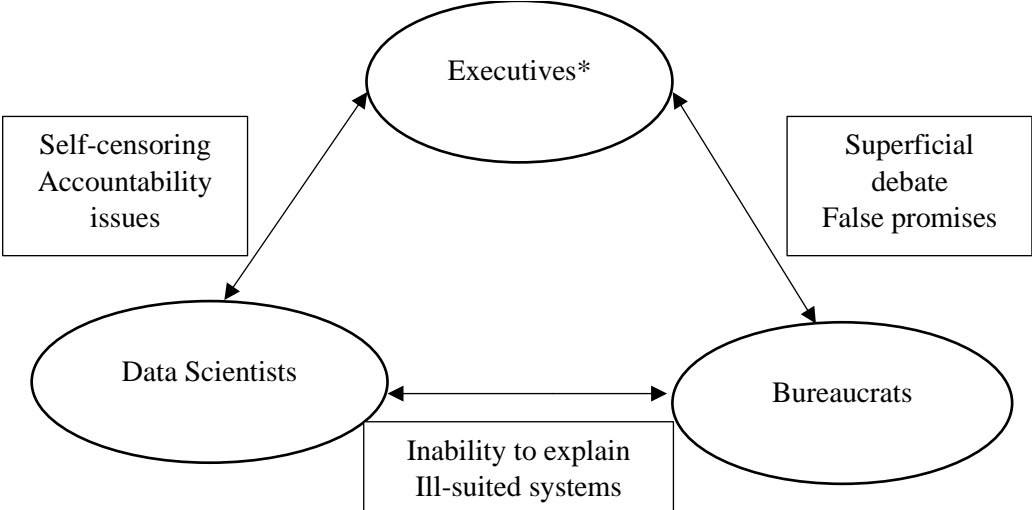 Executives*
Self-censoring
Accountability
issues
Superficial
debate
False promises
Data Scientists
Bureaucrats
Inability to explain
Ill-suited systems